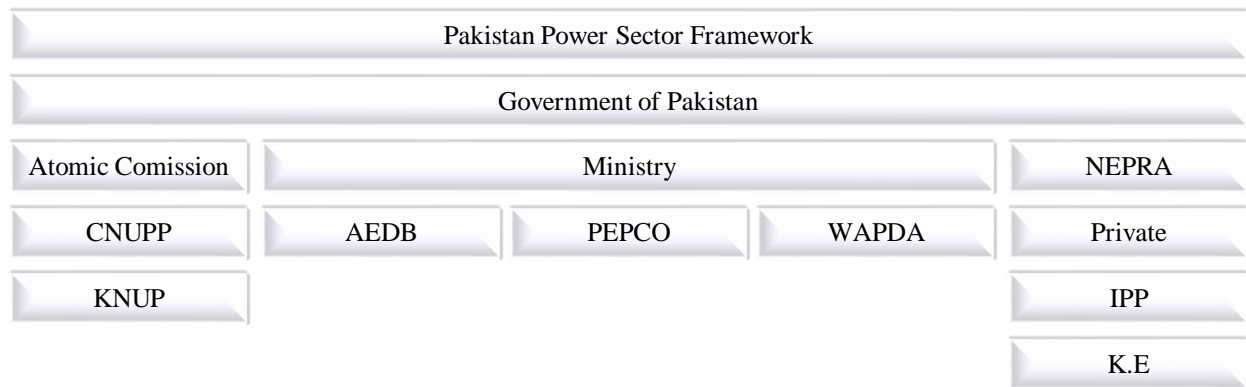 Pakistan Power Sector Framework
Government of Pakistan
Atomic Comission
Ministry
NEPRA
CNUPP
AEDB
PEPCO
WAPDA
Private
KNUP
IPP
K.E